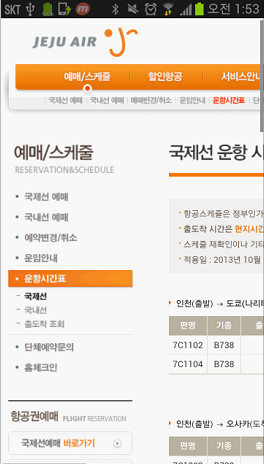 SKT 오전 1:53
JEJU AIR
예매/스케줄 할인항공 서비스안내
국제선 예매 국내선 예매 예매변경/취소 운임안내 운항시간표 단
예매/스케줄
RESERVATION&SCHEDULE
국제선 예매
국내선 예매
예약변경/취소
운임안내
운항시간표
- 국제선
- 국내선
- 출도착 조회
단체예약문의
홈체크인
항공권예매 FLIGHT RESERVATION
국제선예매 바로가기
국제선 운항 시
항공스케줄은 정부인가
출도착 시간은 현지시간
스케줄 재확인이나 기타
적용일 : 2013년 10월
인천(출발) → 도쿄(나리타
편명 기종 출
7C1102 B738
7C1104 B738
인천(출발) → 오사카(도착
편명 기종 출